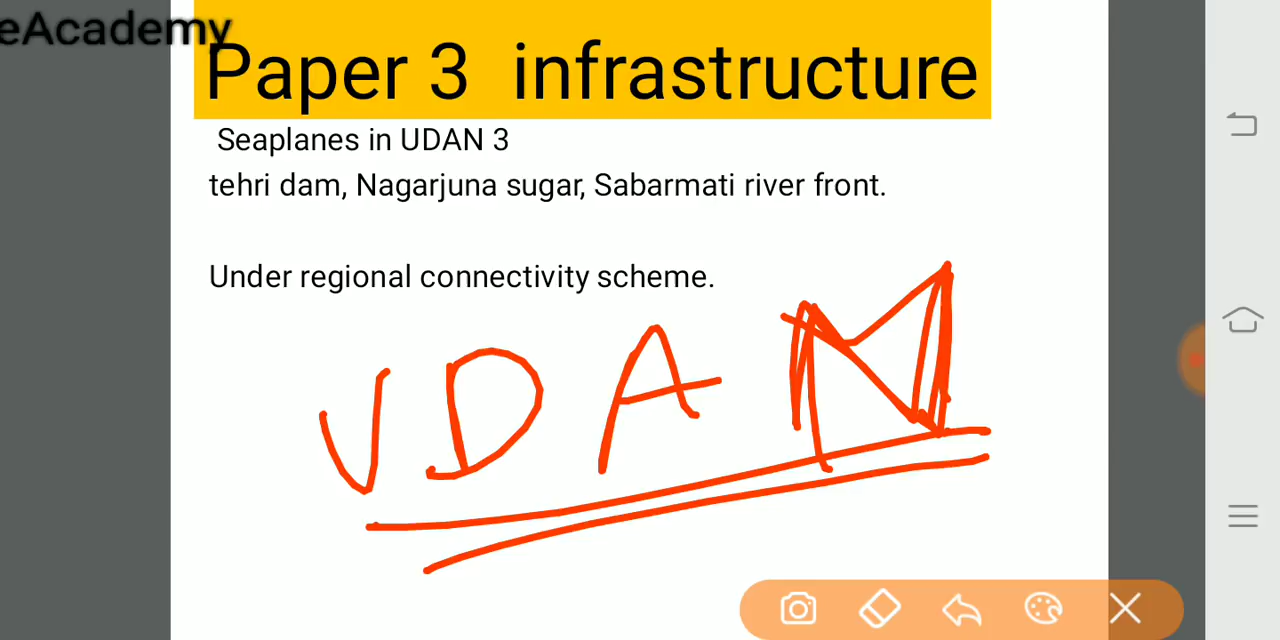 eAcademy
Paper 3 infrastructure
Seaplanes in UDAN 3
tehri dam, Nagarjuna sugar, Sabarmati river front.
Under regional connectivity scheme.
UDAN